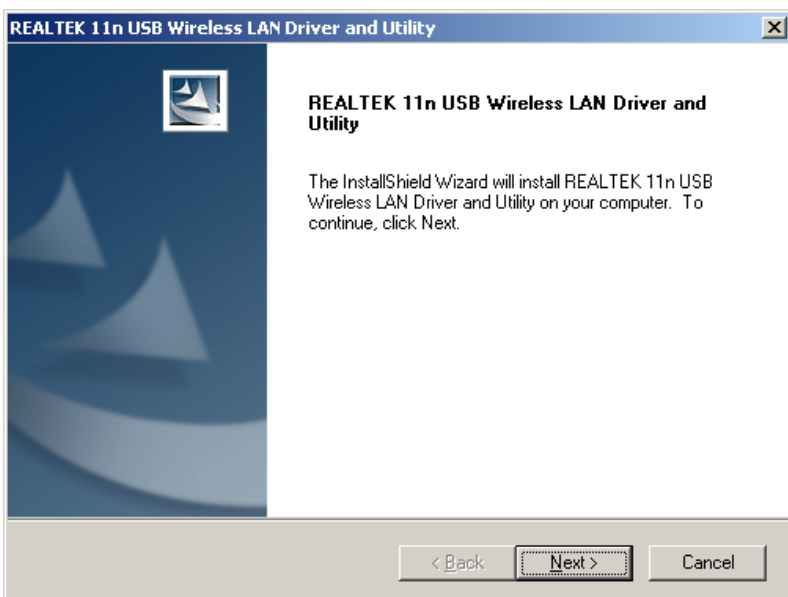 REALTEK 11n USB Wireless LAN Driver and Utility
REALTEK 11n USB Wireless LAN Driver and
Utility
The InstallShield Wizard will install REALTEK 11n USB
Wireless LAN Driver and Utility on your computer. To
continue, click Next.
< Back
Next >
Cancel